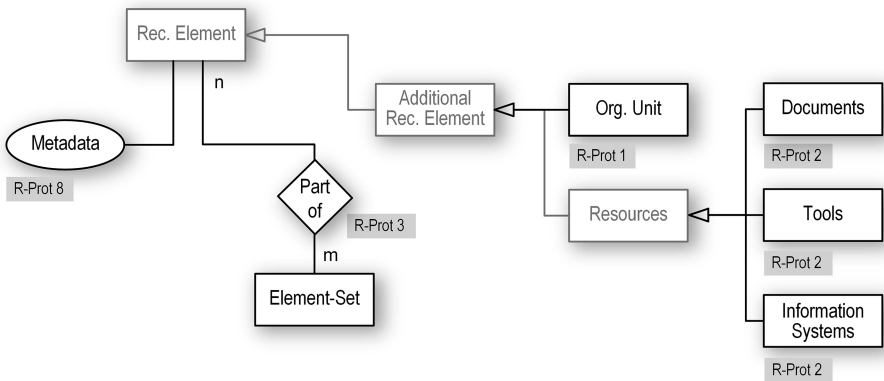 Rec. Element
n
Metadata
R-Prot 8
Part
of
R-Prot 3
m
Element-Set
Additional
Rec. Element
Org. Unit
R-Prot 1
Resources
Documents
R-Prot 2
Tools
R-Prot 2
Information
Systems
R-Prot 2